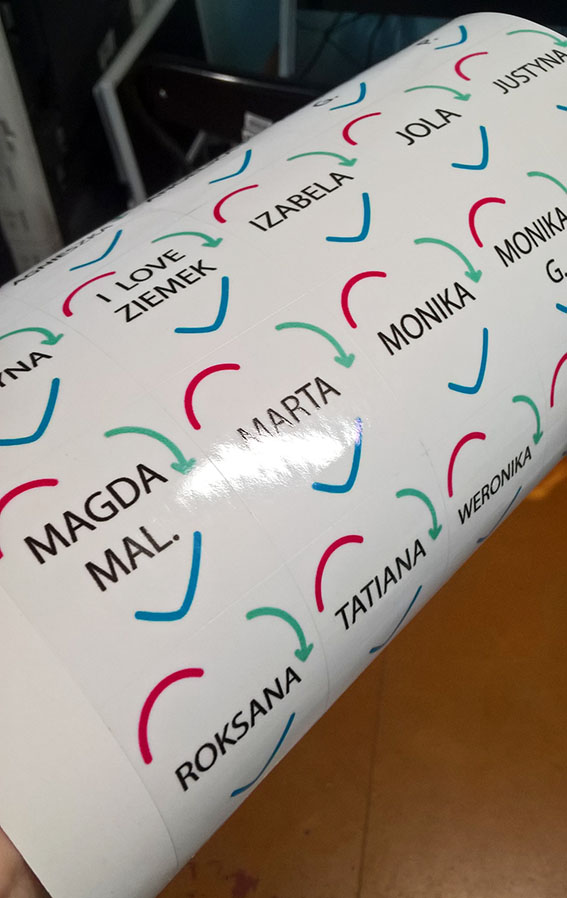 JUSTYNA
JOLA
IZABELA
I LOVE
ZIEMEK
MONIKA
G.
MONIKA
MARTA
MAGDA
MAL.
WERONIKA
TATIANA
ROKSANA